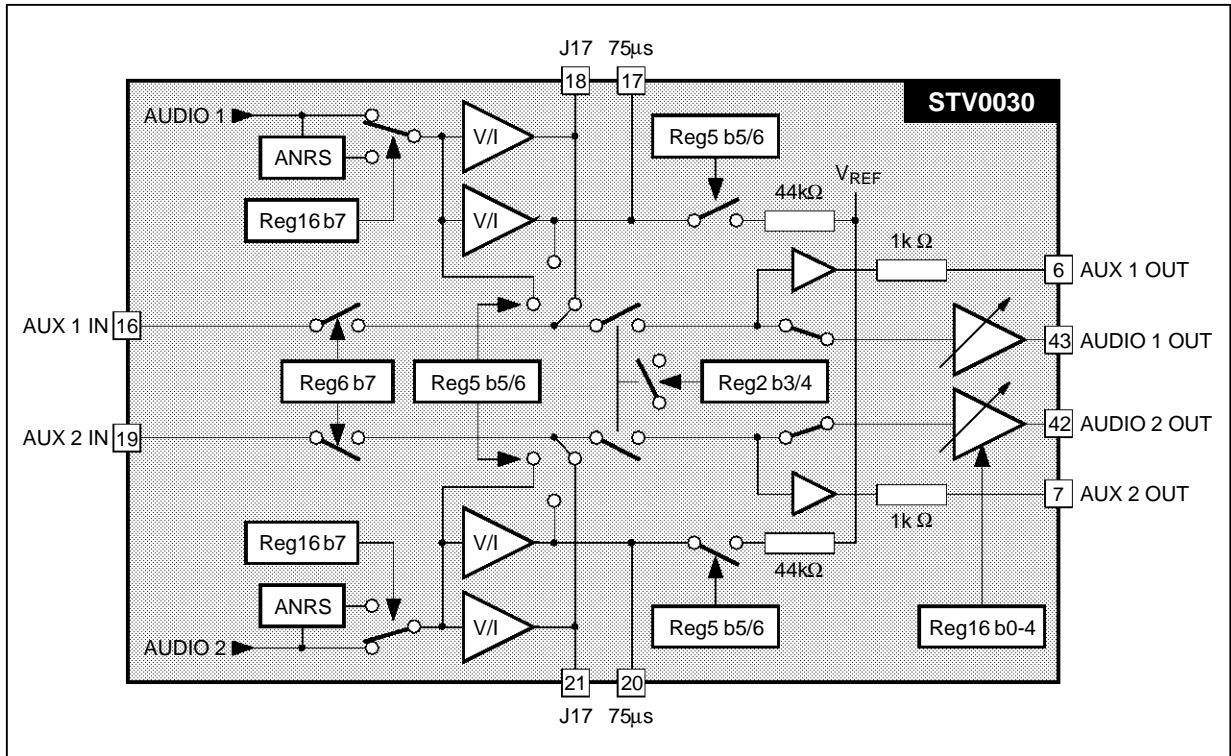 J17 75µs
18 17
STV0030
AUDIO 1
V/I
Reg5 b5/6
ANRS
VREF
44kΩ
Reg16 b7
V/I
1k Ω
6 AUX 1 OUT
AUX 1 IN 16
43 AUDIO 1 OUT
Reg6 b7
Reg5 b5/6
Reg2 b3/4
AUX 2 IN 19
42 AUDIO 2 OUT
7 AUX 2 OUT
1k Ω
Reg16 b7
V/I
44kΩ
ANRS
V/I
Reg5 b5/6
Reg16 b0-4
AUDIO 2
21 20
J17 75µs